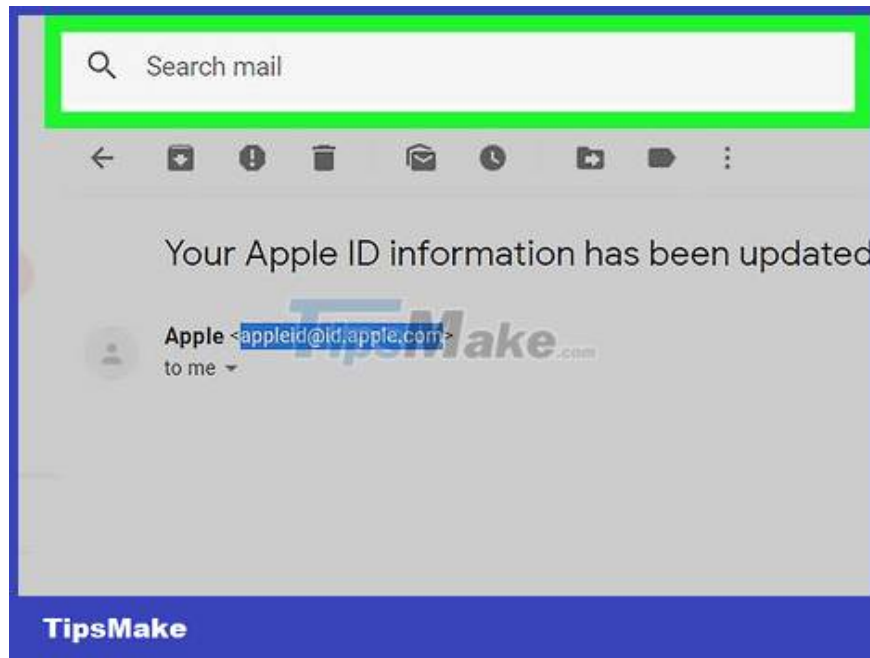 Search mail
Your Apple ID information has been updated
Apple <appleid@id.apple.com>
to me
TipsMake.com
TipsMake